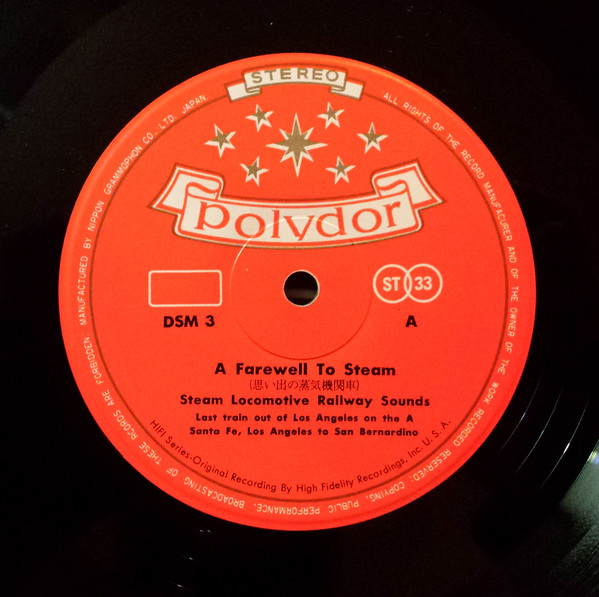 STEREO
polydor
ST 33
DSM 3
A
A Farewell To Steam
(思い出の蒸気機関車)
Steam Locomotive Railway Sounds
Last train out of Los Angeles on the A
Santa Fe, Los Angeles to San Bernardino
HIFI Series-Original Recording By High Fidelity Recordings, Inc. U. S. A.
ALL RIGHTS OF THE RECORD MANUFACURER AND OF THE OWNER OF THE WORK RECORDED RESERVED. COPYING, PUBLIC PERFORMANCE, BROADCASTING OF THESE RCORDS ARE FORBIDDEN. MANUFACTURED BY NIPPON GRAMMOPHON CO., LTD. JAPAN.